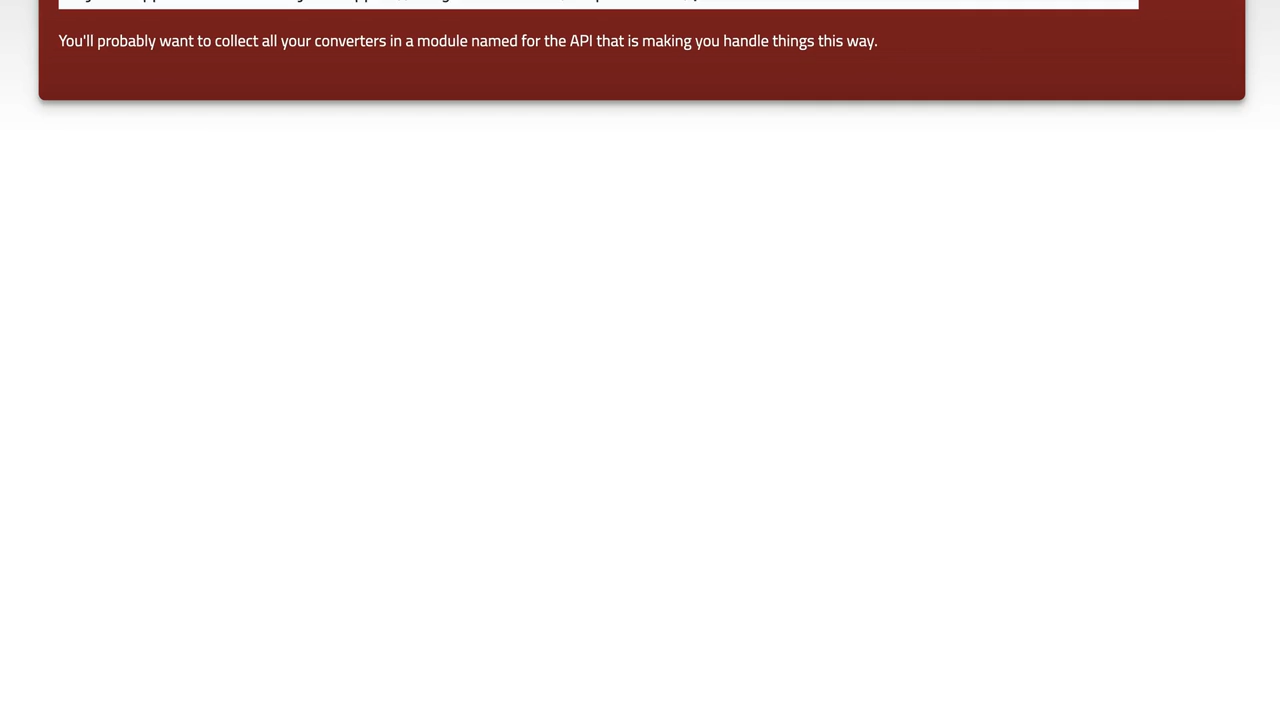 You'll probably want to collect all your converters in a module named for the API that is making you handle things this way.